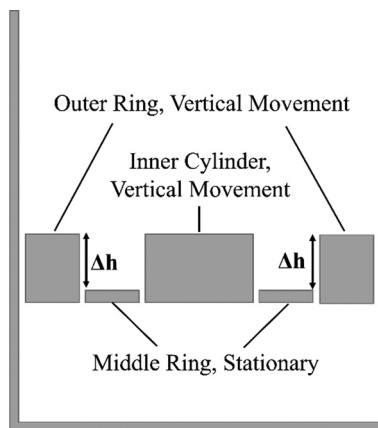 Outer Ring, Vertical Movement
Inner Cylinder,
Vertical Movement
Δh
Δh
Middle Ring, Stationary